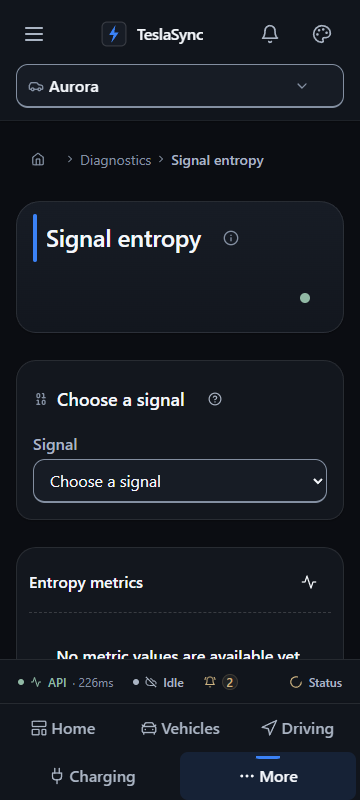 TeslaSync
Aurora
Diagnostics Signal entropy
Signal entropy
Choose a signal
Signal
Choose a signal
Entropy metrics
No metric values are available yet
API · 226ms Idle 2 Status
Home Vehicles Driving
Charging More